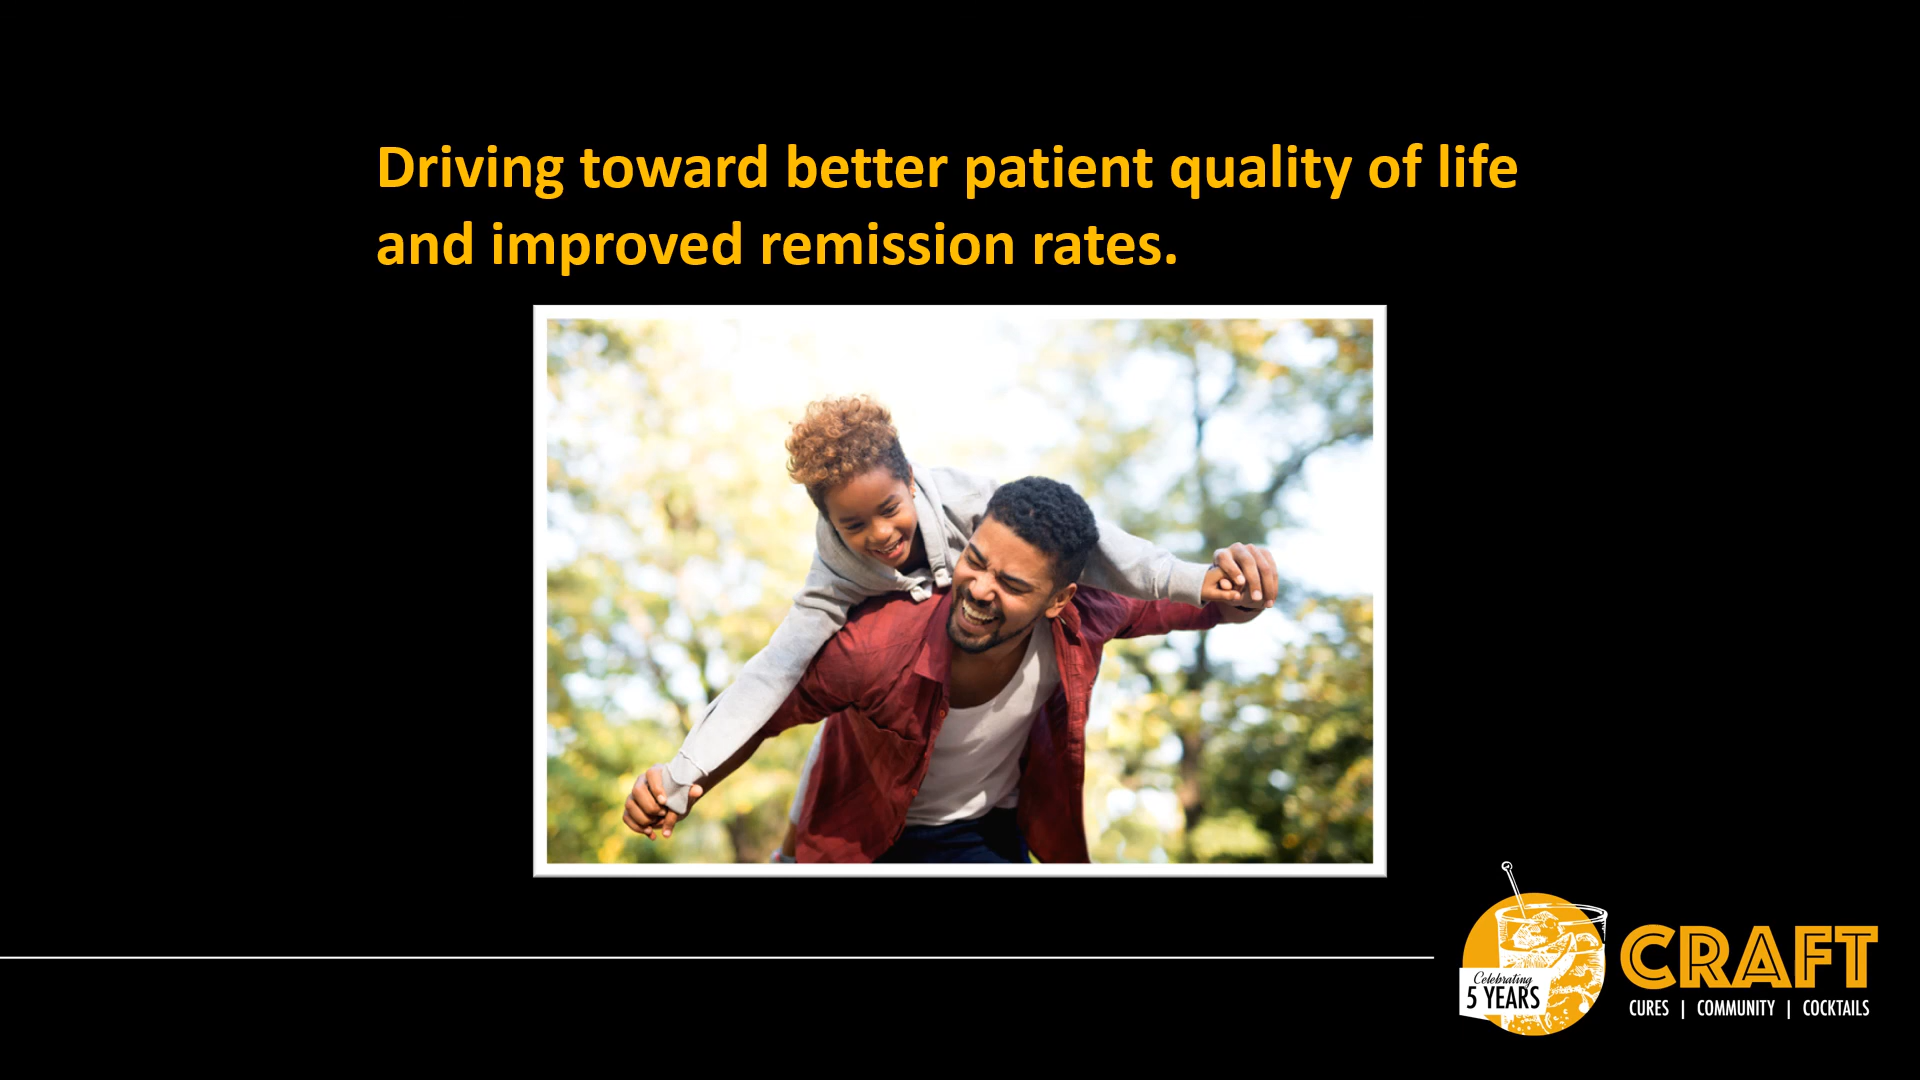 Driving toward better patient quality of life
and improved remission rates.
Celebrating
5 YEARS
CRAFT
CURES | COMMUNITY | COCKTAILS